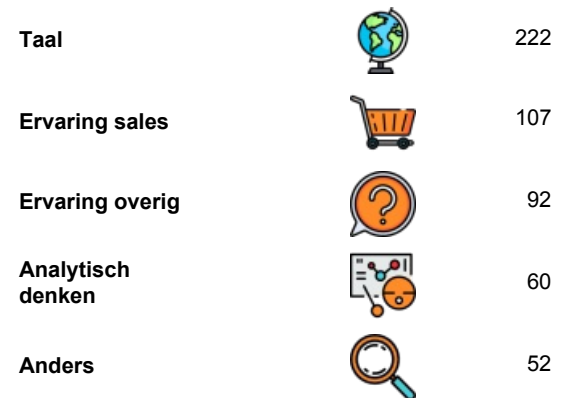 Taal 222
Ervaring sales 107
Ervaring overig 92
Analytisch
denken 60
Anders 52